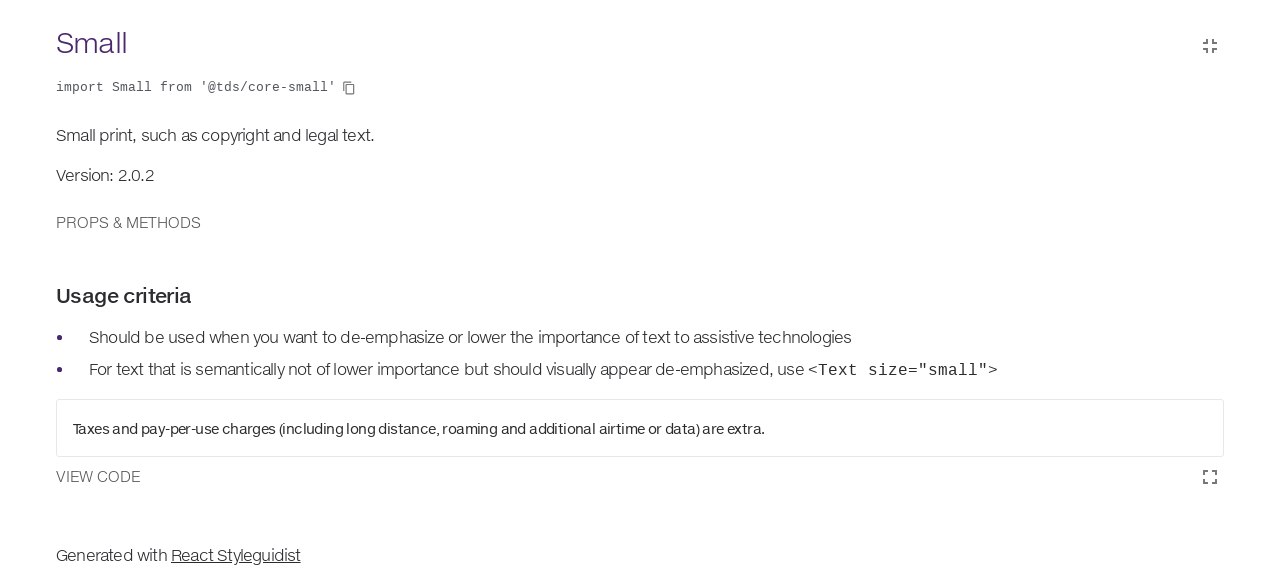 Small
import Small from '@tds/core-small'
Small print, such as copyright and legal text.
Version: 2.0.2
PROPS & METHODS
Usage criteria
Should be used when you want to de-emphasize or lower the importance of text to assistive technologies
For text that is semantically not of lower importance but should visually appear de-emphasized, use <Text size="small">
Taxes and pay-per-use charges (including long distance, roaming and additional airtime or data) are extra.
VIEW CODE
Generated with React Styleguidist